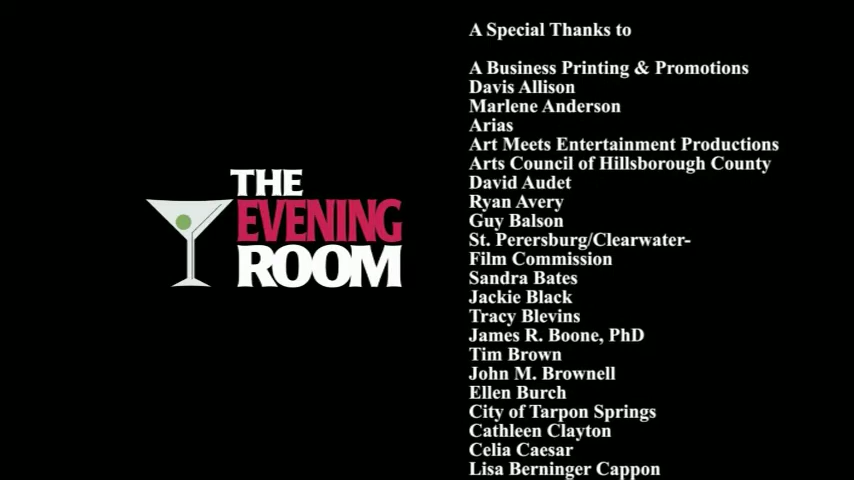 THE
EVENING
ROOM
A Special Thanks to
A Business Printing & Promotions
Davis Allison
Marlene Anderson
Arias
Art Meets Entertainment Productions
Arts Council of Hillsborough County
David Audet
Ryan Avery
Guy Balson
St. Perersburg/Clearwater-
Film Commission
Sandra Bates
Jackie Black
Tracy Blevins
James R. Boone, PhD
Tim Brown
John M. Brownell
Ellen Burch
City of Tarpon Springs
Cathleen Clayton
Celia Caesar
Lisa Berninger Cappon